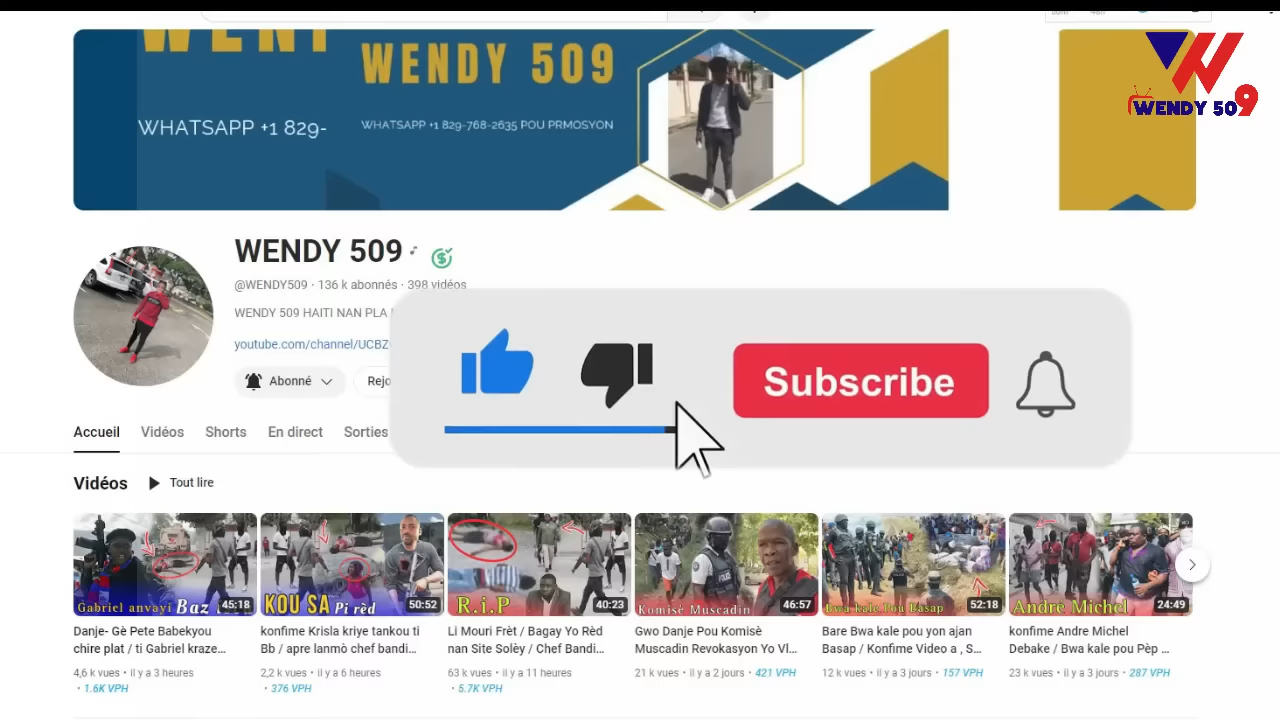 WENDY 509
WHATSAPP +1 829-
WHATSAPP +1 829-768-2635 POU PRMOSYON
WENDY 509
WENDY 509
@WENDY509 · 136 k abonnés · 398 vidéos
WENDY 509 HAITI NAN PLA
youtube.com/channel/UCBZ
Abonné
Rejo
Subscribe
Accueil Vidéos Shorts En direct Sorties
Vidéos Tout lire
Gabriel anvayi Baz 45:18
KOU SA Pi rèd 50:52
R.i.P 40:23
Komisè Muscadin 46:57
Bwa kale Pou Basap 52:18
Andre Michel 24:49
Danje- Gè Pete Babekyou
chire plat / ti Gabriel kraze...
4,6 k vues • il y a 3 heures
• 1.6K VPH
konfime Krisla kriye tankou ti
Bb / apre lanmò chef bandi...
2,2 k vues • il y a 6 heures
• 376 VPH
Li Mouri Frèt / Bagay Yo Rèd
nan Site Solèy / Chef Bandi...
63 k vues • il y a 11 heures
• 5.7K VPH
Gwo Danje Pou Komisè
Muscadin Revokasyon Yo Vl...
21 k vues • il y a 2 jours • 421 VPH
Bare Bwa kale pou yon ajan
Basap / Konfime Video a , S...
12 k vues • il y a 3 jours • 157 VPH
konfime Andre Michel
Debake / Bwa kale pou Pèp ...
23 k vues • il y a 3 jours • 287 VPH